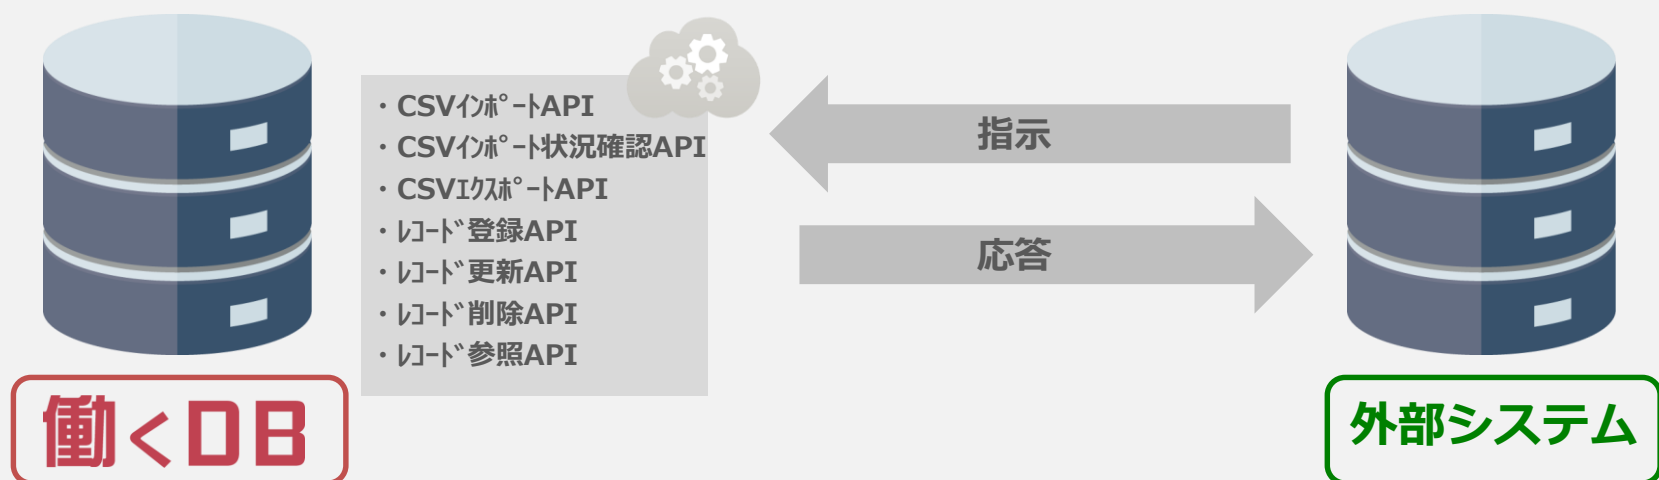 ・CSVｲﾝﾎﾟｰﾄAPI
・CSVｲﾝﾎﾟｰﾄ状況確認API
・CSVｴｸｽﾎﾟｰﾄAPI
・ﾚｺｰﾄﾞ登録API
・ﾚｺｰﾄﾞ更新API
・ﾚｺｰﾄﾞ削除API
・ﾚｺｰﾄﾞ参照API
指示
応答
働くDB
外部システム